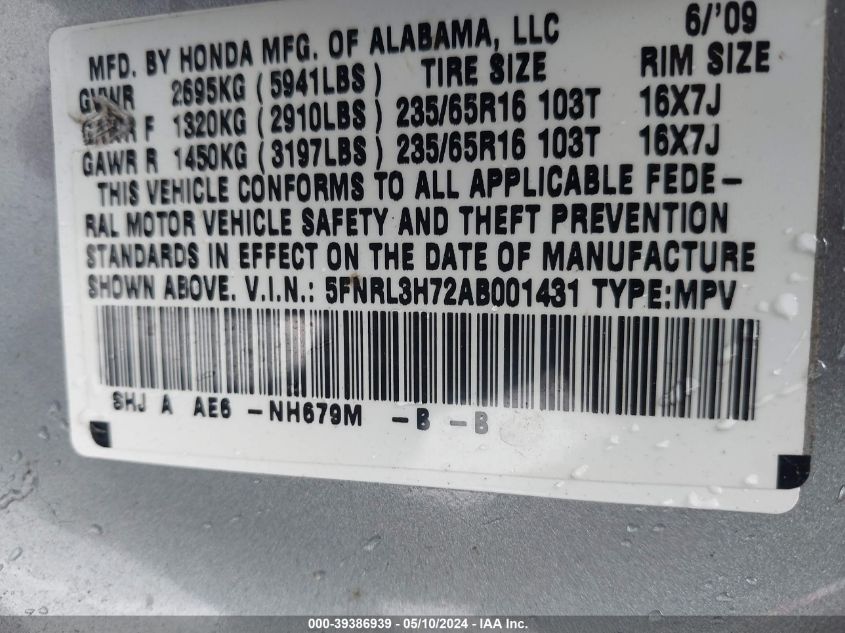 MFD. BY HONDA MFG. OF ALABAMA, LLC 6/'09
GVWR 2695KG (5941LBS) TIRE SIZE RIM SIZE
GAWR F 1320KG (2910LBS) 235/65R16 103T 16X7J
GAWR R 1450KG (3197LBS) 235/65R16 103T 16X7J
THIS VEHICLE CONFORMS TO ALL APPLICABLE FEDE-
RAL MOTOR VEHICLE SAFETY AND THEFT PREVENTION
STANDARDS IN EFFECT ON THE DATE OF MANUFACTURE
SHOWN ABOVE. V.I.N.: 5FNRL3H72AB001431 TYPE:MPV
SHJ A AE6 -NH679M -B -B
000-39386939 - 05/10/2024 - IAA Inc.